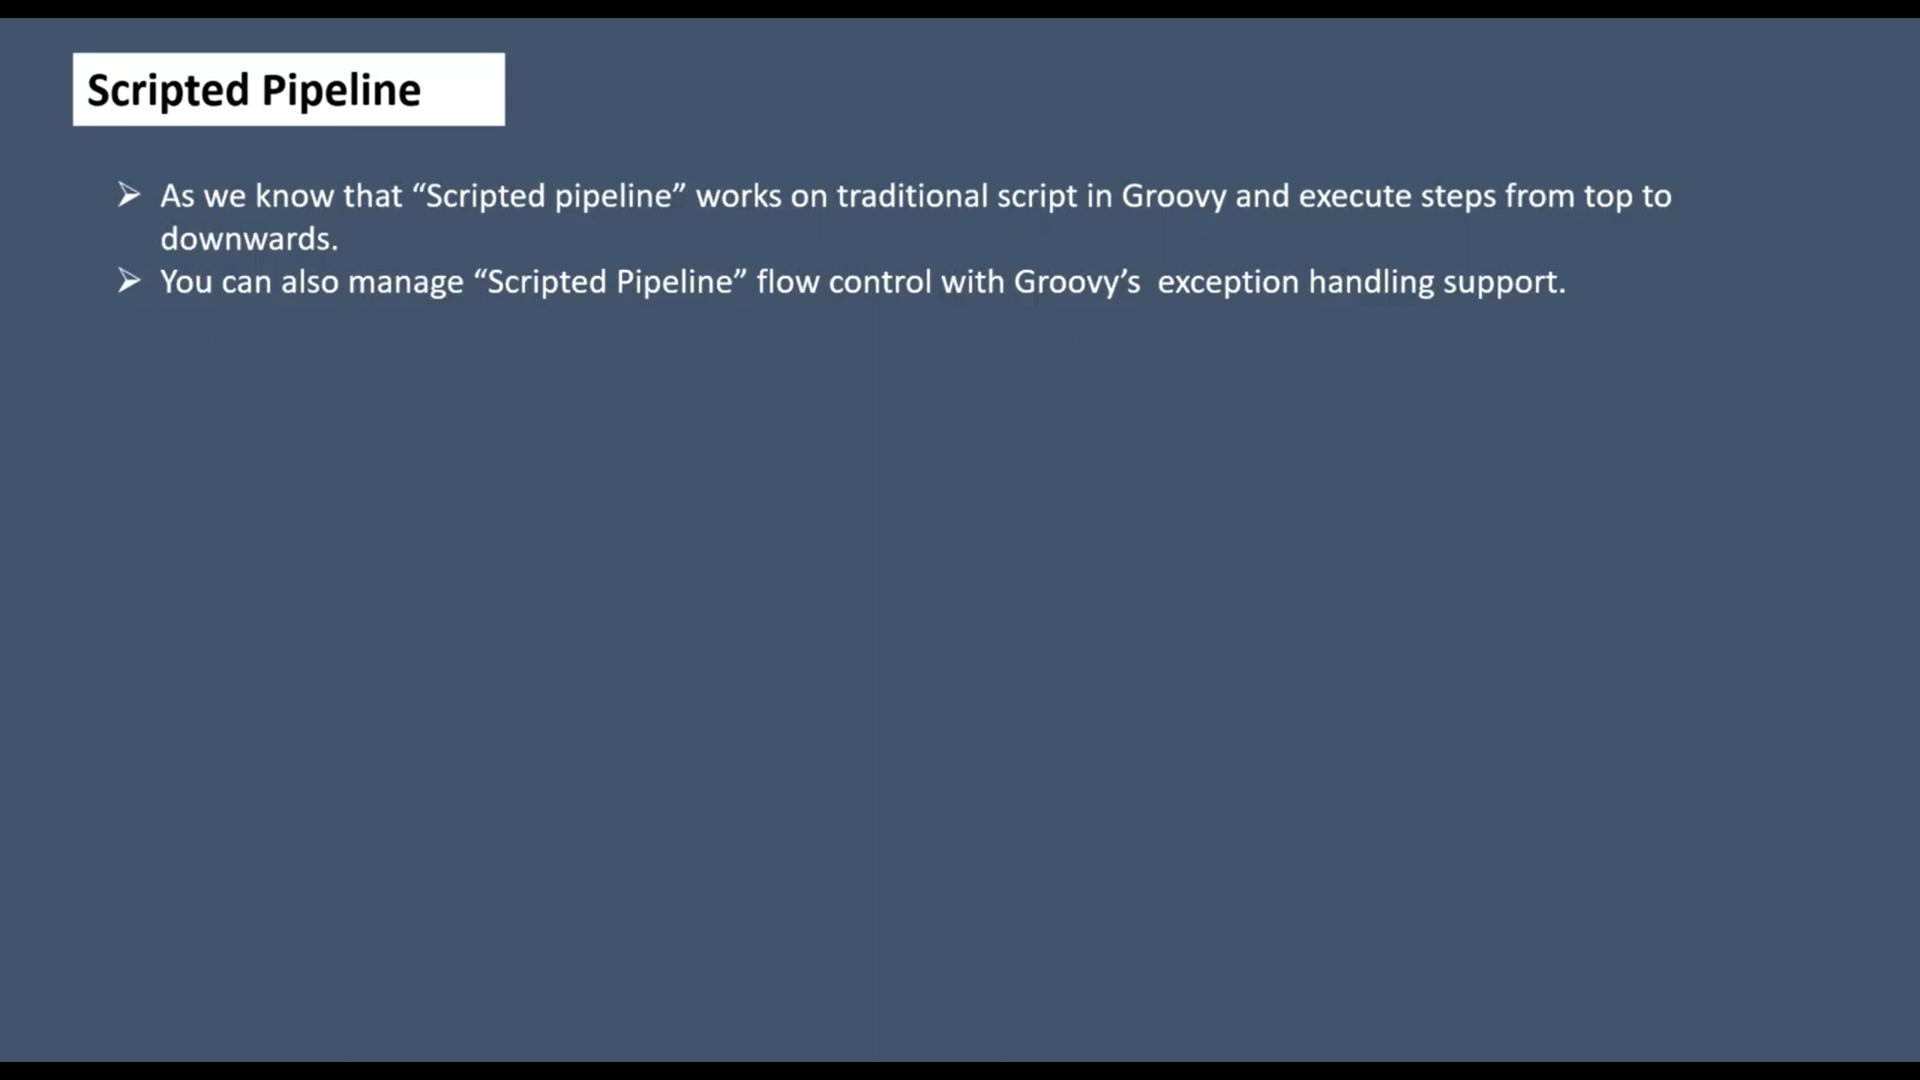 Scripted Pipeline
➢ As we know that “Scripted pipeline” works on traditional script in Groovy and execute steps from top to
downwards.
➢ You can also manage “Scripted Pipeline” flow control with Groovy’s  exception handling support.